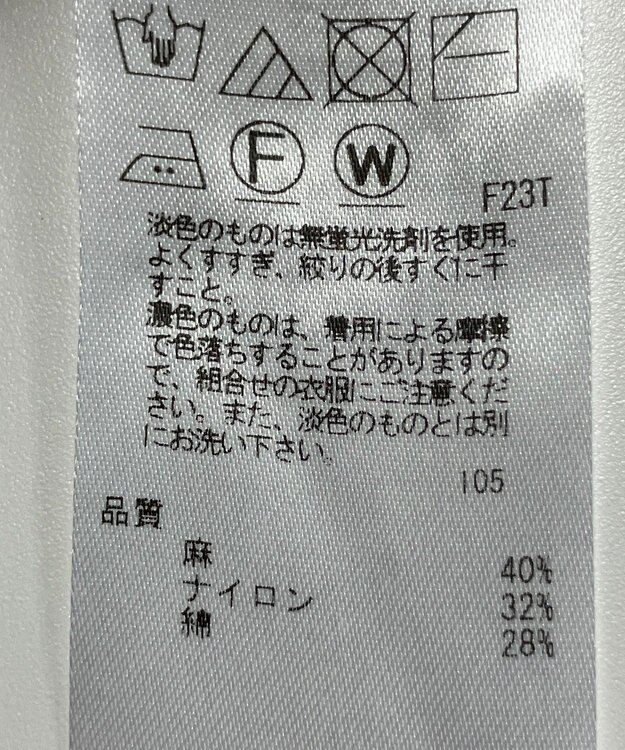 F W
F23T
淡色のものは無蛍光洗剤を使用。
よくすすぎ、絞りの後すぐに干
すこと。
濃色のものは、着用による摩擦
で色落ちすることがありますの
で、組合せの衣服にご注意くだ
さい。また、淡色のものとは別
にお洗い下さい。
105
品質
麻 40%
ナイロン 32%
綿 28%